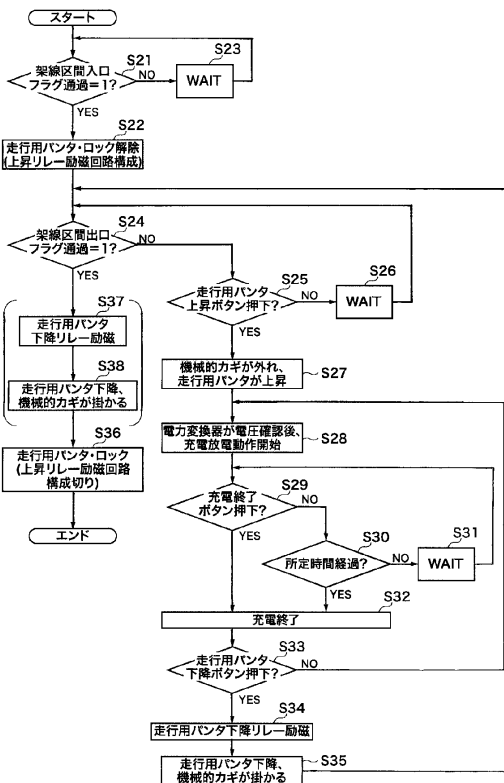 スタート
S21
架線区間入口
フラグ通過=1?
NO
S23
WAIT
YES
S22
走行用パンタ・ロック解除
(上昇リレー励磁回路構成)
S24
架線区間出口
フラグ通過=1?
NO
YES
S25
走行用パンタ
上昇ボタン押下?
NO
S26
WAIT
YES
S37
走行用パンタ
下降リレー励磁
S38
走行用パンタ下降、
機械的カギが掛かる
S27
機械的カギが外れ、
走行用パンタが上昇
S36
走行用パンタ・ロック
(上昇リレー励磁回路
構成切り)
エンド
S28
電力変換器が電圧確認後、
充電放電動作開始
S29
充電終了
ボタン押下?
NO
YES
S30
所定時間経過?
NO
S31
WAIT
YES
S32
充電終了
S33
走行用パンタ
下降ボタン押下?
NO
YES
S34
走行用パンタ下降リレー励磁
S35
走行用パンタ下降、
機械的カギが掛かる